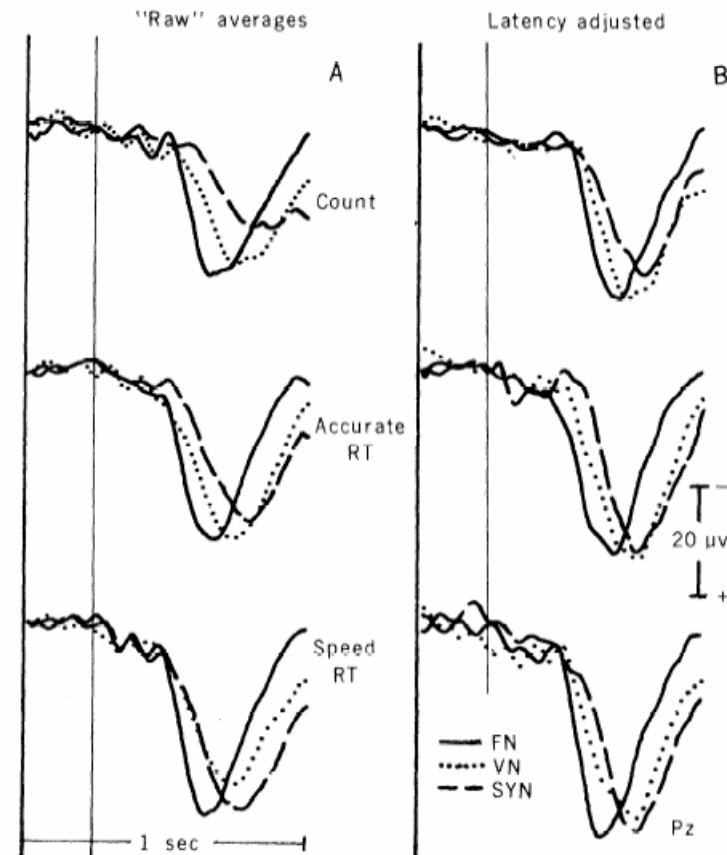 "Raw" averages
Latency adjusted
A
B
Count
Accurate
RT
20 μv
−
+
Speed
RT
FN
VN
SYN
Pz
1 sec